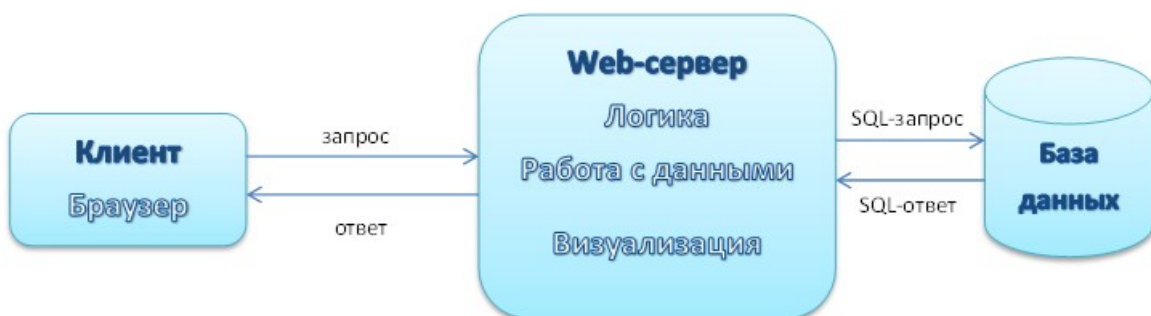 Клиент
Браузер
запрос
ответ
Web-сервер
Логика
Работа с данными
Визуализация
SQL-запрос
SQL-ответ
База
данных